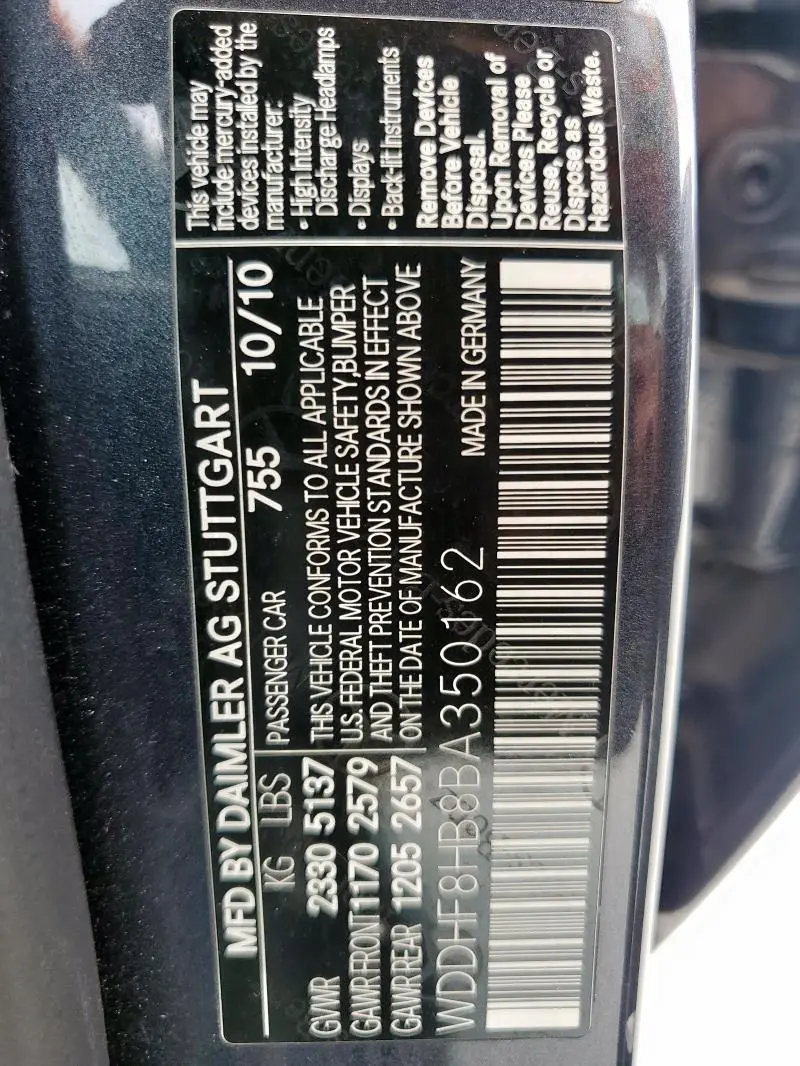 MFD BY DAIMLER AG STUTTGART
KG LBS
GVWR 2330 5137
GAWR FRONT 1170 2579
GAWR REAR 1205 2657
755 10/10
PASSENGER CAR
THIS VEHICLE CONFORMS TO ALL APPLICABLE
U.S. FEDERAL MOTOR VEHICLE SAFETY,BUMPER
AND THEFT PREVENTION STANDARDS IN EFFECT
ON THE DATE OF MANUFACTURE SHOWN ABOVE
WDDHF8HB8BA350162
MADE IN GERMANY
This vehicle may
include mercury-added
devices installed by the
manufacturer:
• High Intensity
Discharge Headlamps
• Displays
• Back-lit Instruments
Remove Devices
Before Vehicle
Disposal.
Upon Removal of
Devices Please
Reuse, Recycle or
Dispose as
Hazardous Waste.